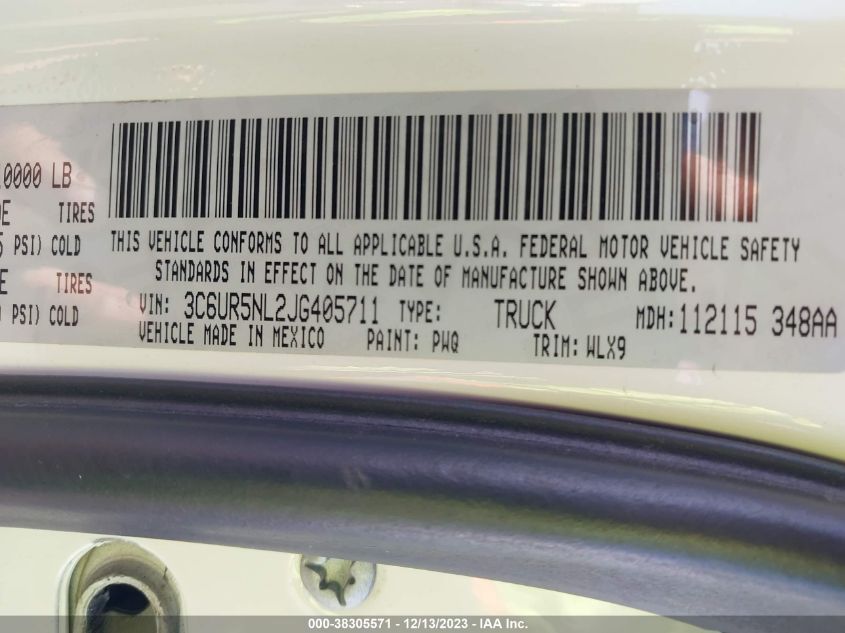 0000 LB
TIRES
PSI) COLD
PSI) COLD
THIS VEHICLE CONFORMS TO ALL APPLICABLE U.S.A. FEDERAL MOTOR VEHICLE SAFETY
STANDARDS IN EFFECT ON THE DATE OF MANUFACTURE SHOWN ABOVE.
VIN: 3C6UR5NL2JG405711 TYPE: TRUCK MDH:112115 348AA
VEHICLE MADE IN MEXICO PAINT: PWQ TRIM: WLX9
000-38305571 - 12/13/2023 - IAA Inc.